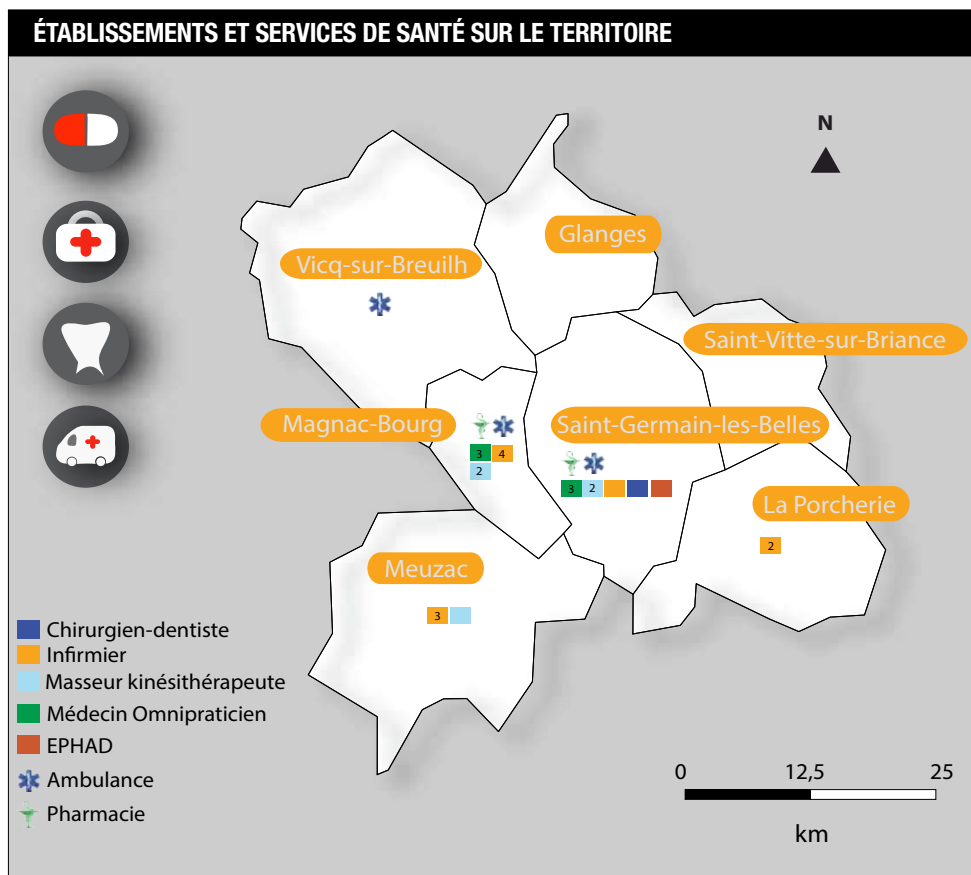 ÉTABLISSEMENTS ET SERVICES DE SANTÉ SUR LE TERRITOIRE
N
Glanges
Vicq-sur-Breuilh
Saint-Vitte-sur-Briance
Magnac-Bourg
Saint-Germain-les-Belles
3 4
2
3 2
La Porcherie
2
Meuzac
3
Chirurgien-dentiste
Infirmier
Masseur kinésithérapeute
Médecin Omnipraticien
EPHAD
Ambulance
Pharmacie
0 12,5 25
km